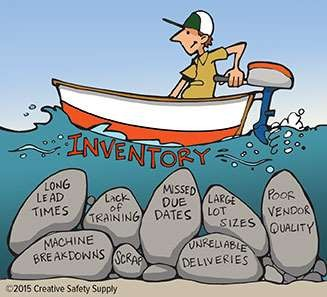 INVENTORY
LONG
LEAD
TIMES
LACK
OF
TRAINING
MISSED
DUE
DATES
LARGE
LOT
SIZES
POOR
VENDOR
QUALITY
MACHINE
BREAKDOWNS
SCRAP
UNRELIABLE
DELIVERIES
©2015 Creative Safety Supply